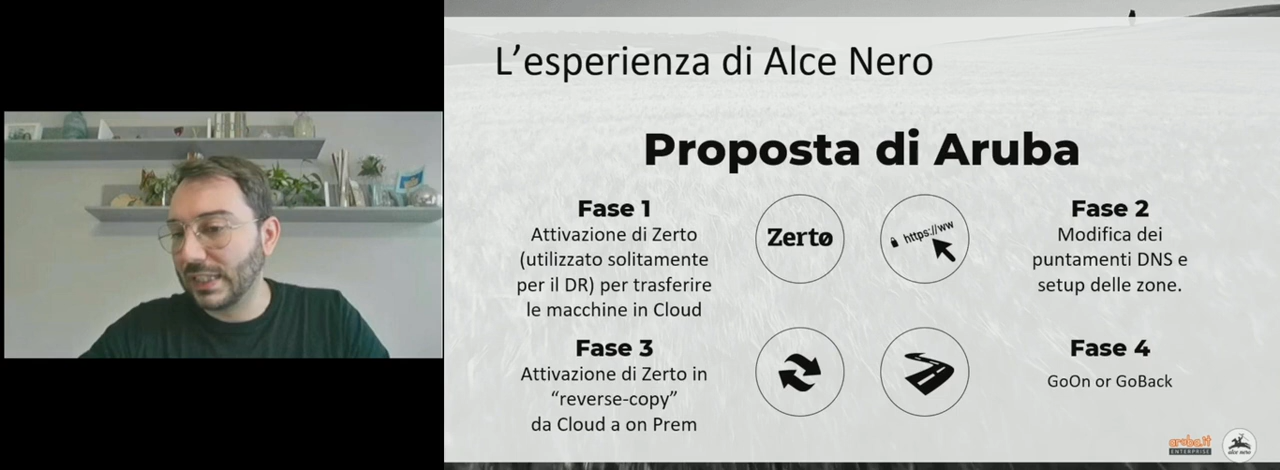 L’esperienza di Alce Nero
Proposta di Aruba
Fase 1
Attivazione di Zerto
(utilizzato solitamente
per il DR) per trasferire
le macchine in Cloud
Zerto
https://ww
Fase 2
Modifica dei
puntamenti DNS e
setup delle zone.
Fase 3
Attivazione di Zerto in
“reverse-copy”
da Cloud a on Prem
Fase 4
GoOn or GoBack
aruba.it
ENTERPRISE
alce nero